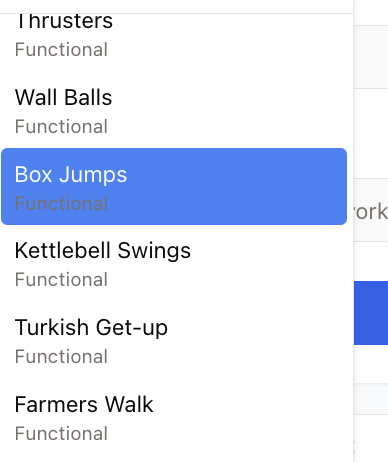 Thrusters
Functional
Wall Balls
Functional
Box Jumps
Functional
Kettlebell Swings
Functional
Turkish Get-up
Functional
Farmers Walk
Functional